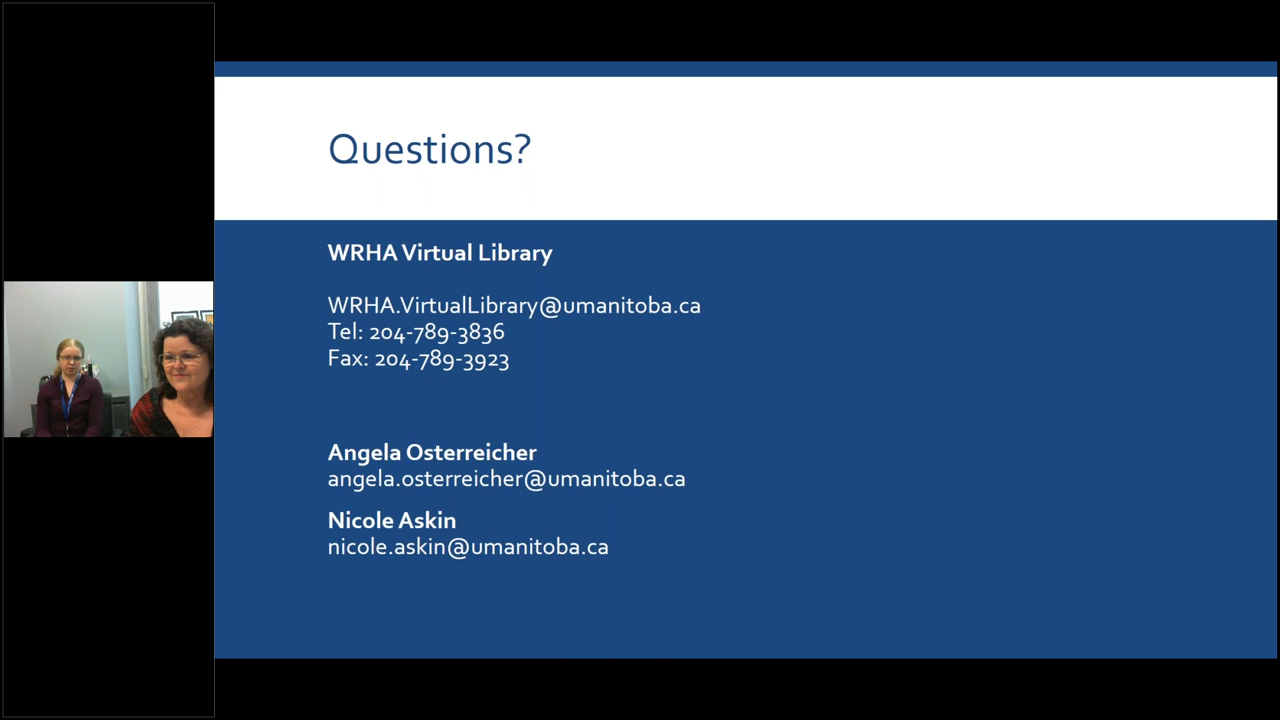 Questions?
WRHA Virtual Library
WRHA.VirtualLibrary@umanitoba.ca
Tel: 204-789-3836
Fax: 204-789-3923
Angela Osterreicher
angela.osterreicher@umanitoba.ca
Nicole Askin
nicole.askin@umanitoba.ca